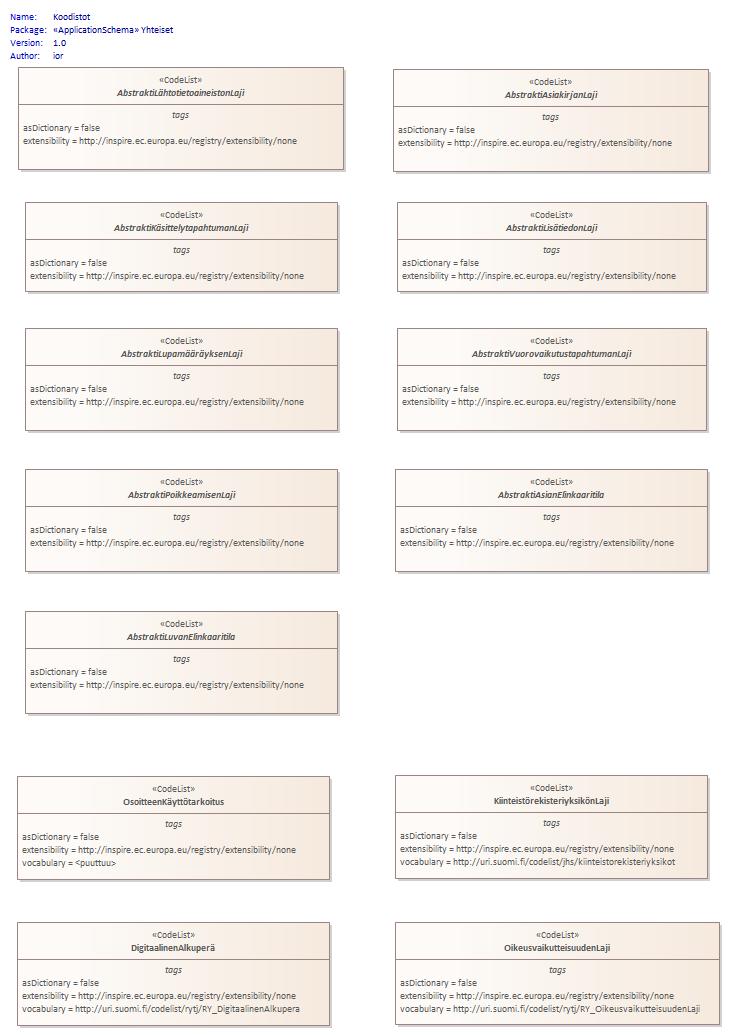 Name: Koodistot
Package: «ApplicationSchema» Yhteiset
Version: 1.0
Author: ior
«CodeList»
AbstraktiLähtotietoaineistonLaji
tags
asDictionary = false
extensibility = http://inspire.ec.europa.eu/registry/extensibility/none
«CodeList»
AbstraktiAsiakirjanLaji
tags
asDictionary = false
extensibility = http://inspire.ec.europa.eu/registry/extensibility/none
«CodeList»
AbstraktiKäsittelytapahtumanLaji
tags
asDictionary = false
extensibility = http://inspire.ec.europa.eu/registry/extensibility/none
«CodeList»
AbstraktiLisätiedonLaji
tags
asDictionary = false
extensibility = http://inspire.ec.europa.eu/registry/extensibility/none
«CodeList»
AbstraktiLupamääräyksenLaji
tags
asDictionary = false
extensibility = http://inspire.ec.europa.eu/registry/extensibility/none
«CodeList»
AbstraktiVuorovaikutustapahtumanLaji
tags
asDictionary = false
extensibility = http://inspire.ec.europa.eu/registry/extensibility/none
«CodeList»
AbstraktiPoikkeamisenLaji
tags
asDictionary = false
extensibility = http://inspire.ec.europa.eu/registry/extensibility/none
«CodeList»
AbstraktiAsianElinkaaritila
tags
asDictionary = false
extensibility = http://inspire.ec.europa.eu/registry/extensibility/none
«CodeList»
AbstraktiLuvanElinkaaritila
tags
asDictionary = false
extensibility = http://inspire.ec.europa.eu/registry/extensibility/none
«CodeList»
OsoitteenKäyttötarkoitus
tags
asDictionary = false
extensibility = http://inspire.ec.europa.eu/registry/extensibility/none
vocabulary = <puuttuu>
«CodeList»
KiinteistörekisteriyksikönLaji
tags
asDictionary = false
extensibility = http://inspire.ec.europa.eu/registry/extensibility/none
vocabulary = http://uri.suomi.fi/codelist/jhs/kiinteistorekisteriyksikot
«CodeList»
DigitaalinenAlkuperä
tags
asDictionary = false
extensibility = http://inspire.ec.europa.eu/registry/extensibility/none
vocabulary = http://uri.suomi.fi/codelist/rytj/RY_DigitaalinenAlkupera
«CodeList»
OikeusvaikutteisuudenLaji
tags
asDictionary = false
extensibility = http://inspire.ec.europa.eu/registry/extensibility/none
vocabulary = http://uri.suomi.fi/codelist/rytj/RY_OikeusvaikutteisuudenLaji